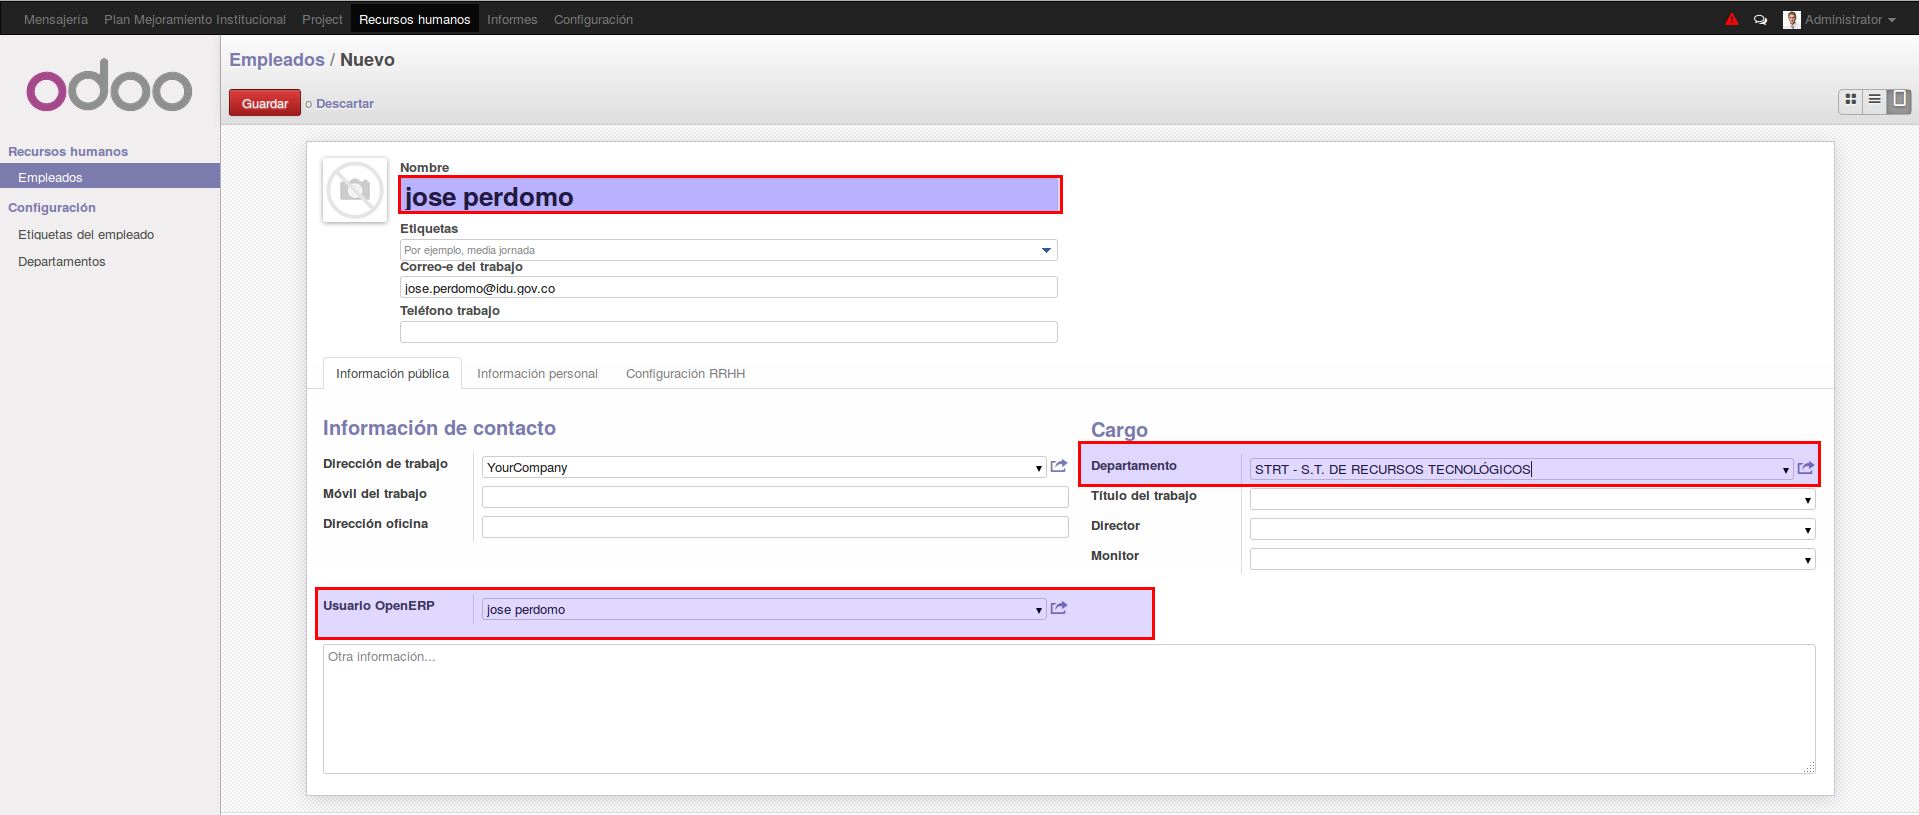 Mensajería Plan Mejoramiento Institucional Project Recursos humanos Informes Configuración Administrator
odoo
Recursos humanos
Empleados
Configuración
Etiquetas del empleado
Departamentos
Empleados / Nuevo
Guardar o Descartar
Nombre
jose perdomo
Etiquetas
Por ejemplo, media jornada
Correo-e del trabajo
jose.perdomo@idu.gov.co
Teléfono trabajo
Información pública Información personal Configuración RRHH
Información de contacto
Dirección de trabajo YourCompany
Móvil del trabajo
Dirección oficina
Cargo
Departamento STRT - S.T. DE RECURSOS TECNOLÓGICOS
Título del trabajo
Director
Monitor
Usuario OpenERP jose perdomo
Otra información...